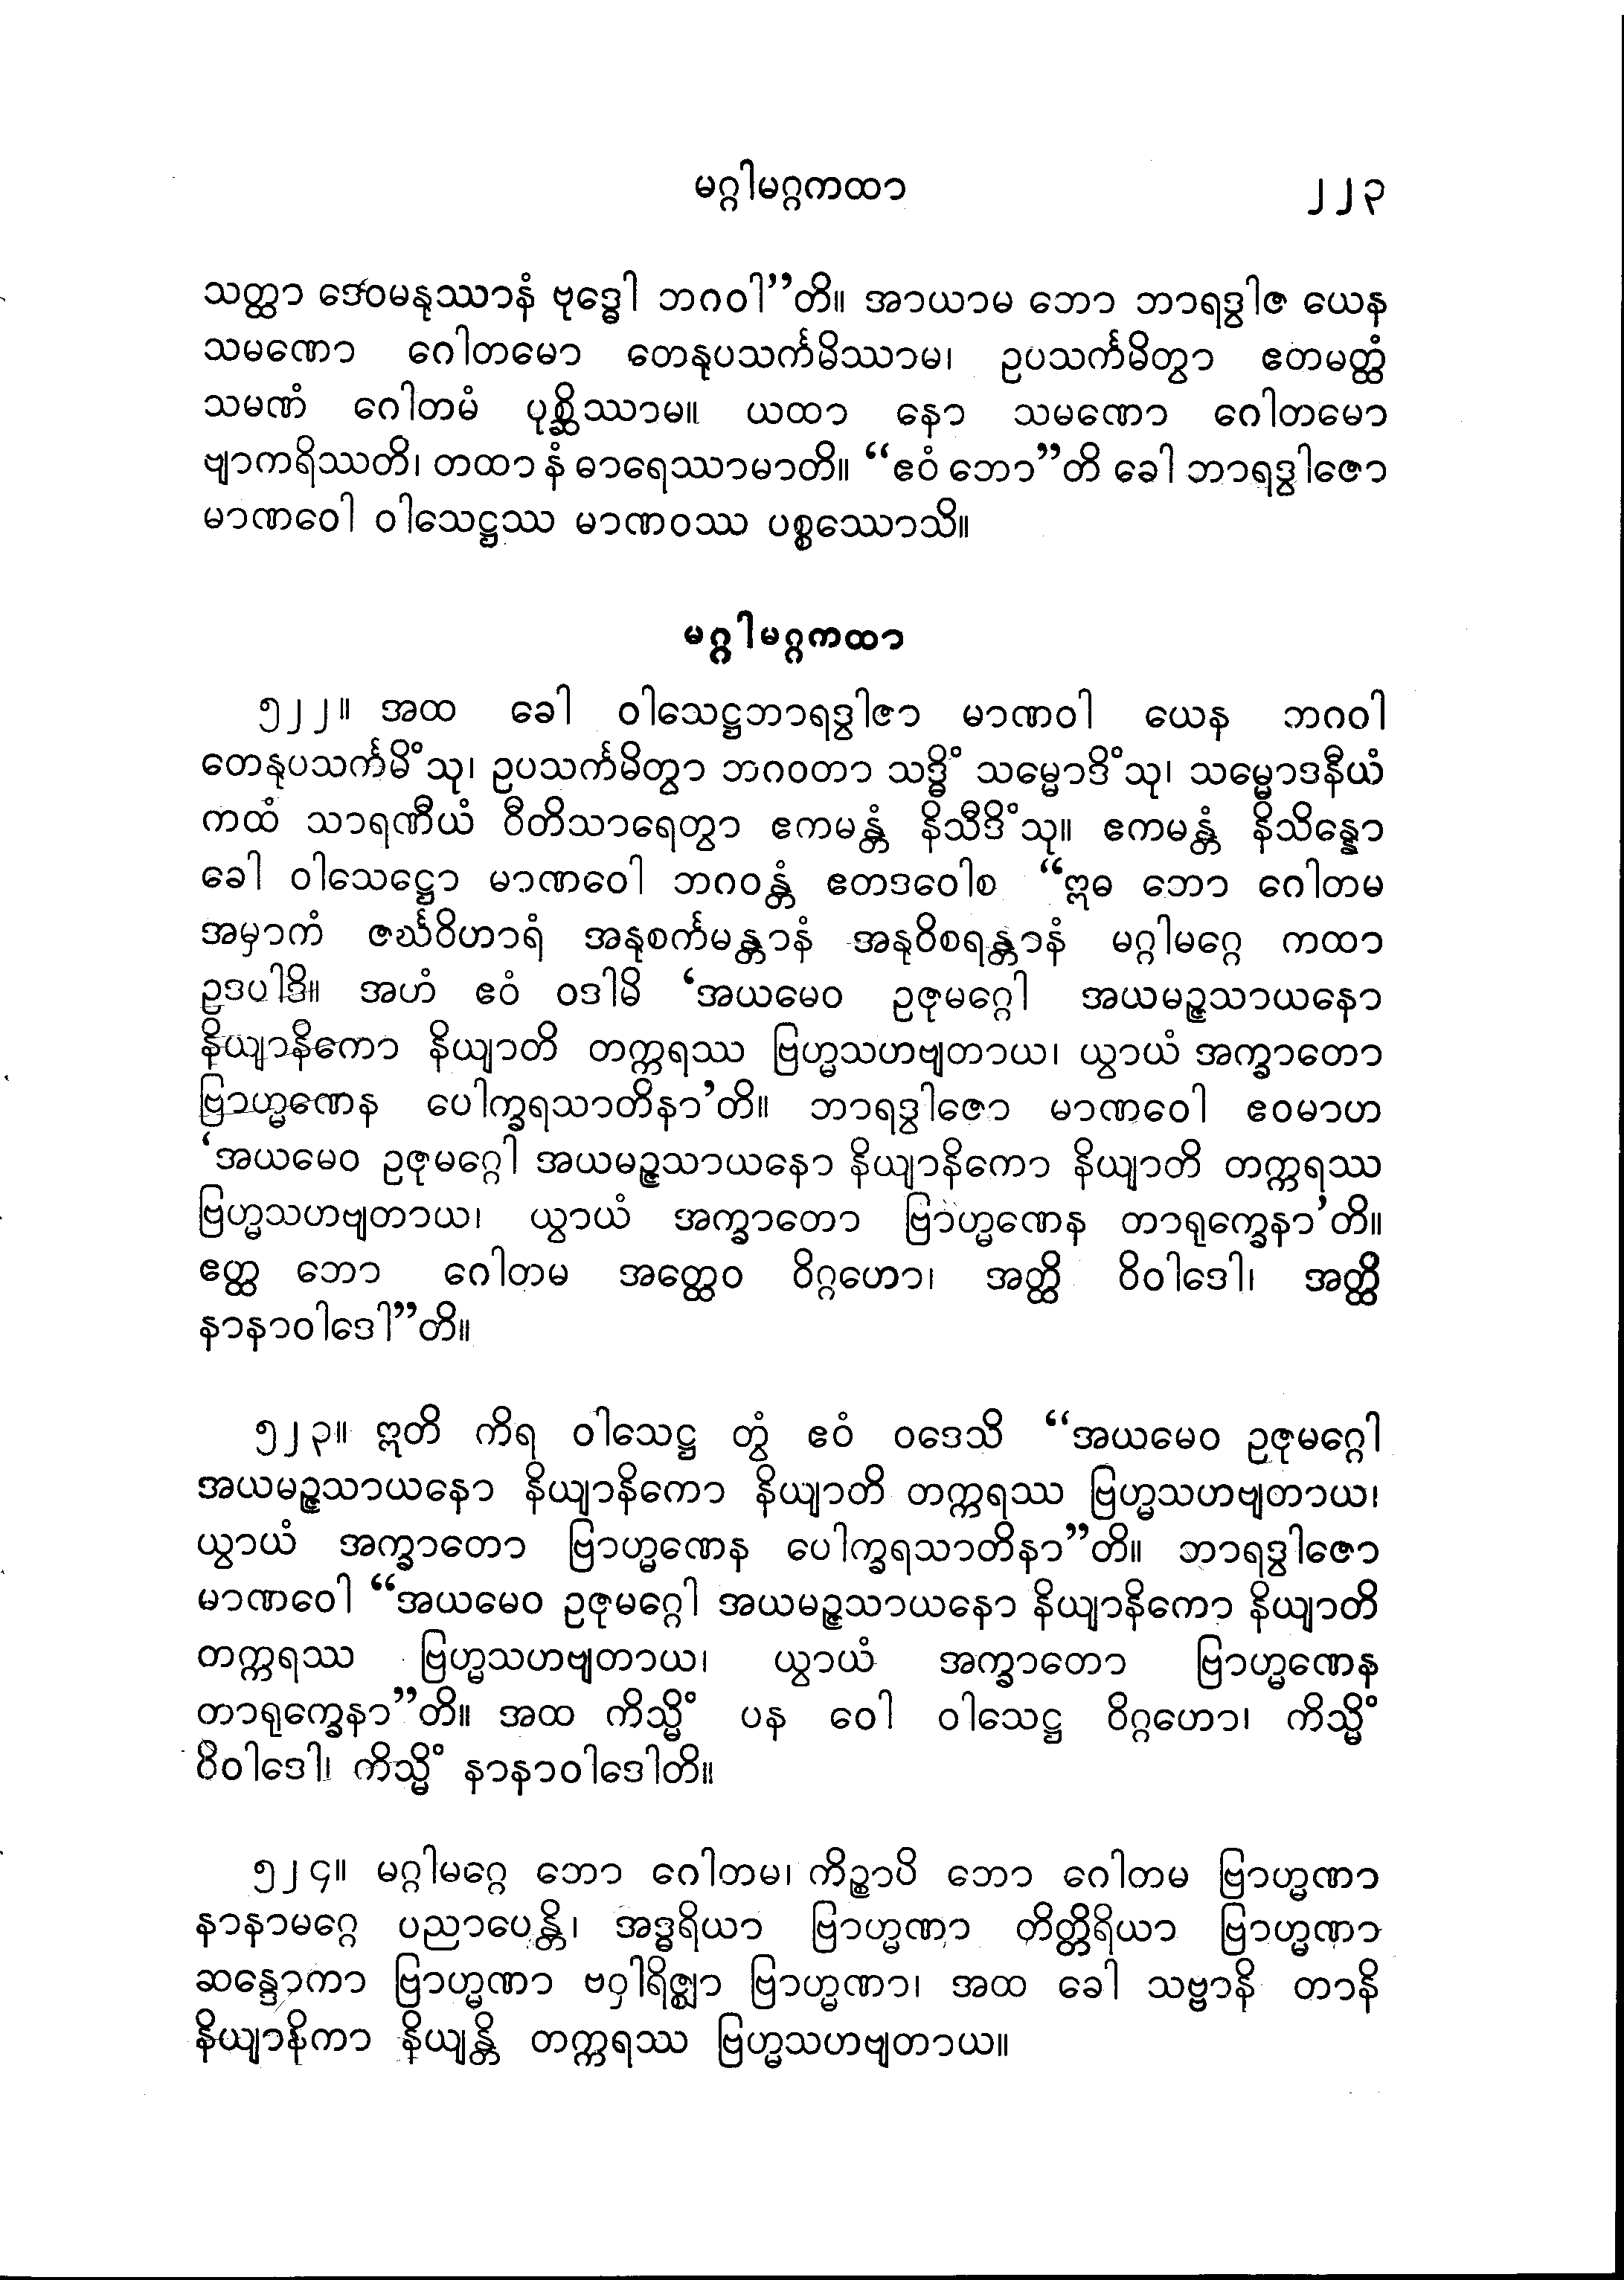 မဂ္ဂါမဂ္ဂကထာ ၂၂၃
သတ္ထာ ဒေဝမနုဿာနံ ဗုဒ္ဓေါ ဘဂဝါ”တိ။ အာယာမ ဘော ဘာရဒွါဇ ယေန
သမဏော ဂေါတမော တေနုပသင်္ကမိဿာမ၊ ဥပသင်္ကမိတွာ ဧတမတ္ထံ
သမဏံ ဂေါတမံ ပုစ္ဆိဿာမ။ ယထာ နော သမဏော ဂေါတမော
ဗျာကရိဿတိ၊ တထာ နံ ဓာရေဿာမာတိ။ “ဧဝံ ဘော”တိ ခေါ ဘာရဒွါဇော
မာဏဝေါ ဝါသေဋ္ဌဿ မာဏဝဿ ပစ္စဿောသိ။
မဂ္ဂါမဂ္ဂကထာ
၅၂၂။ အထ ခေါ ဝါသေဋ္ဌဘာရဒွါဇာ မာဏဝါ ယေန ဘဂဝါ
တေနုပသင်္ကမိံသု၊ ဥပသင်္ကမိတွာ ဘဂဝတာ သဒ္ဓိံ သမ္မောဒိံသု၊ သမ္မောဒနီယံ
ကထံ သာရဏီယံ ဝီတိသာရေတွာ ဧကမန္တံ နိသီဒိံသု။ ဧကမန္တံ နိသိန္နော
ခေါ ဝါသေဋ္ဌော မာဏဝေါ ဘဂဝန္တံ ဧတဒဝေါစ “ဣဓ ဘော ဂေါတမ
အမှာကံ ဇင်္ဃဝိဟာရံ အနုစင်္ကမန္တာနံ အနုဝိစရန္တာနံ မဂ္ဂါမဂ္ဂေ ကထာ
ဥဒပါဒိ။ အဟံ ဧဝံ ဝဒါမိ ‘အယမေဝ ဥဇုမဂ္ဂေါ အယမဉ္ဇသာယနော
နိယျာနိကော နိယျာတိ တက္ကရဿ ဗြဟ္မသဟဗျတာယ၊ ယွာယံ အက္ခာတော
ဗြာဟ္မဏေန ပေါက္ခရသာတိနာ’တိ။ ဘာရဒွါဇော မာဏဝေါ ဧဝမာဟ
‘အယမေဝ ဥဇုမဂ္ဂေါ အယမဉ္ဇသာယနော နိယျာနိကော နိယျာတိ တက္ကရဿ
ဗြဟ္မသဟဗျတာယ၊ ယွာယံ အက္ခာတော ဗြာဟ္မဏေန တာရုက္ခေနာ’တိ။
ဧတ္ထ ဘော ဂေါတမ အတ္ထေဝ ဝိဂ္ဂဟော၊ အတ္ထိ ဝိဝါဒေါ၊ အတ္ထိ
နာနာဝါဒေါ”တိ။
၅၂၃။ ဣတိ ကိရ ဝါသေဋ္ဌ တွံ ဧဝံ ဝဒေသိ “အယမေဝ ဥဇုမဂ္ဂေါ
အယမဉ္ဇသာယနော နိယျာနိကော နိယျာတိ တက္ကရဿ ဗြဟ္မသဟဗျတာယ၊
ယွာယံ အက္ခာတော ဗြာဟ္မဏေန ပေါက္ခရသာတိနာ”တိ။ ဘာရဒွါဇော
မာဏဝေါ “အယမေဝ ဥဇုမဂ္ဂေါ အယမဉ္ဇသာယနော နိယျာနိကော နိယျာတိ
တက္ကရဿ ဗြဟ္မသဟဗျတာယ၊ ယွာယံ အက္ခာတော ဗြာဟ္မဏေန
တာရုက္ခေနာ”တိ။ အထ ကိသ္မိံ ပန ဝေါ ဝါသေဋ္ဌ ဝိဂ္ဂဟော၊ ကိသ္မိံ
ဝိဝါဒေါ၊ ကိသ္မိံ နာနာဝါဒေါတိ။
၅၂၄။ မဂ္ဂါမဂ္ဂေ ဘော ဂေါတမ၊ ကိဉ္စာပိ ဘော ဂေါတမ ဗြာဟ္မဏာ
နာနာမဂ္ဂေ ပညာပေန္တိ၊ အဒ္ဓရိယာ ဗြာဟ္မဏာ တိတ္တိရိယာ ဗြာဟ္မဏာ
ဆန္ဒောကာ ဗြာဟ္မဏာ ဗဝှါရိဇ္ဈာ ဗြာဟ္မဏာ၊ အထ ခေါ သဗ္ဗာနိ တာနိ
နိယျာနိကာ နိယျန္တိ တက္ကရဿ ဗြဟ္မသဟဗျတာယ။